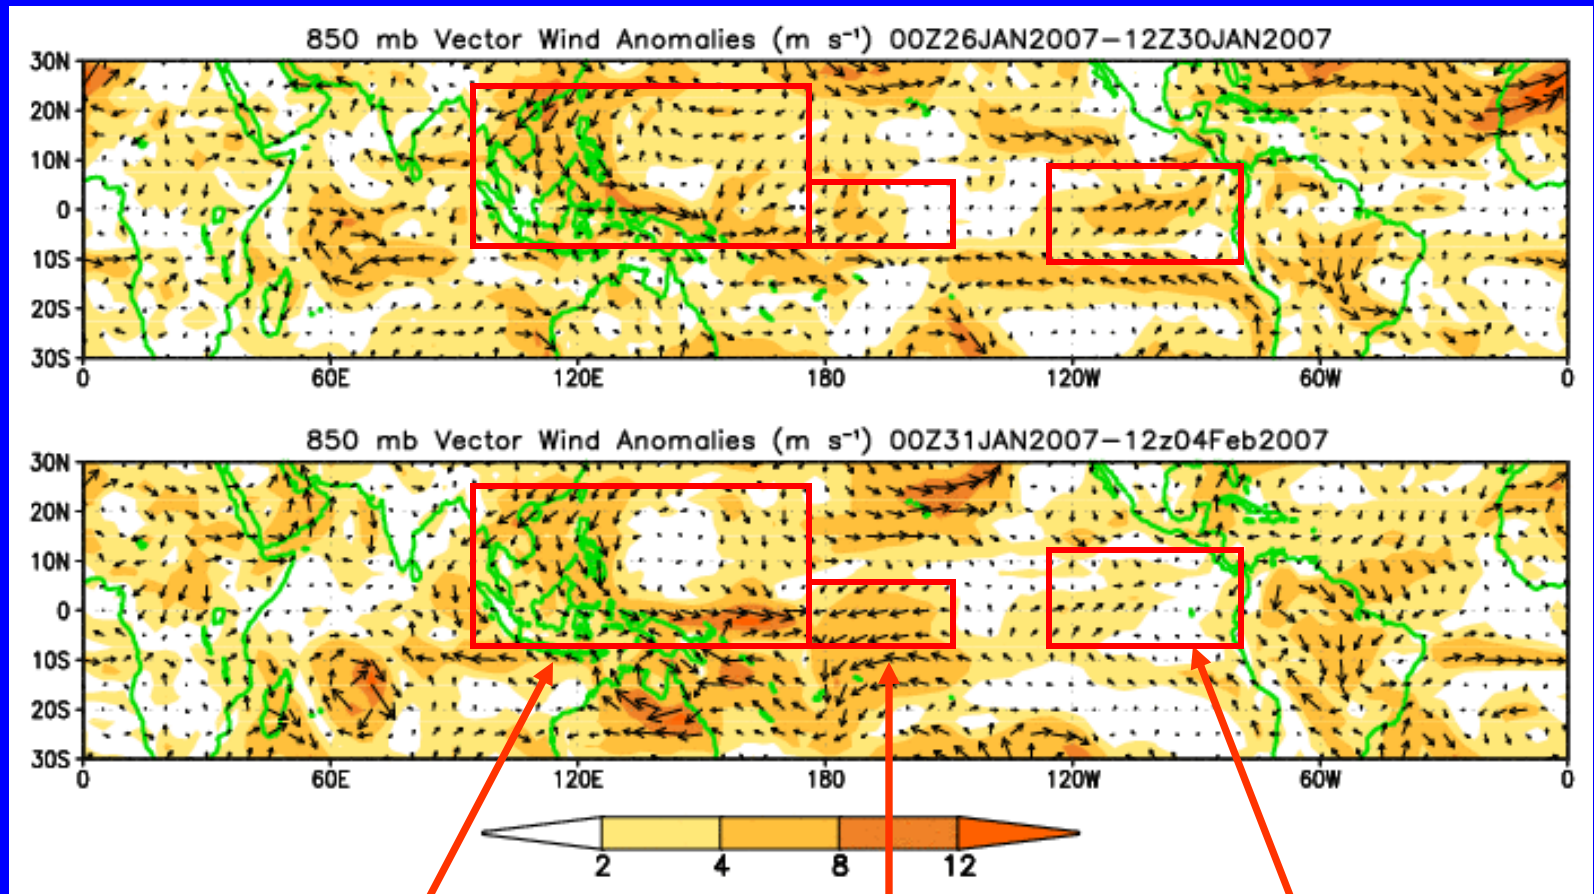 850 mb Vector Wind Anomalies (m s⁻¹) 00Z26JAN2007–12Z30JAN2007
30N
20N
10N
0
10S
20S
30S
0 60E 120E 180 120W 60W 0
850 mb Vector Wind Anomalies (m s⁻¹) 00Z31JAN2007–12z04Feb2007
30N
20N
10N
0
10S
20S
30S
0 60E 120E 180 120W 60W 0
2 4 8 12